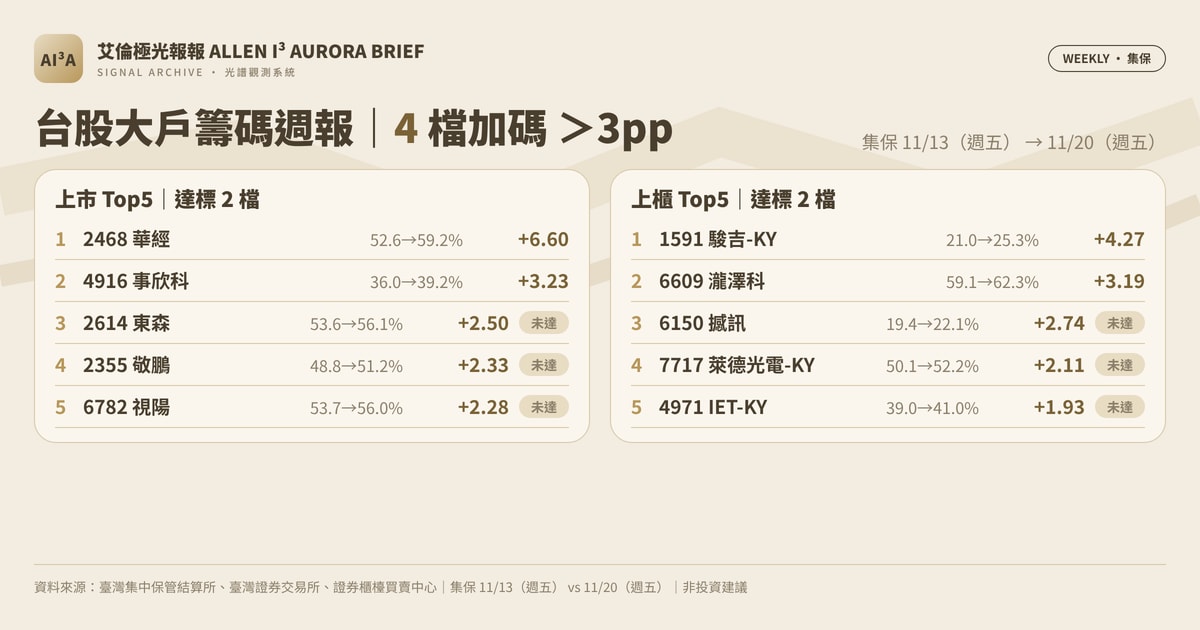 AI³A
艾倫極光報報 ALLEN I³ AURORA BRIEF
SIGNAL ARCHIVE ・ 光譜觀測系統
WEEKLY・集保
台股大戶籌碼週報｜4 檔加碼 ＞3pp
集保 11/13（週五） → 11/20（週五）
上市 Top5｜達標 2 檔
1 2468 華經 52.6→59.2% +6.60
2 4916 事欣科 36.0→39.2% +3.23
3 2614 東森 53.6→56.1% +2.50 未達
4 2355 敬鵬 48.8→51.2% +2.33 未達
5 6782 視陽 53.7→56.0% +2.28 未達
上櫃 Top5｜達標 2 檔
1 1591 駿吉-KY 21.0→25.3% +4.27
2 6609 瀧澤科 59.1→62.3% +3.19
3 6150 撼訊 19.4→22.1% +2.74 未達
4 7717 萊德光電-KY 50.1→52.2% +2.11 未達
5 4971 IET-KY 39.0→41.0% +1.93 未達
資料來源：臺灣集中保管結算所、臺灣證券交易所、證券櫃檯買賣中心｜集保 11/13（週五） vs 11/20（週五）｜非投資建議